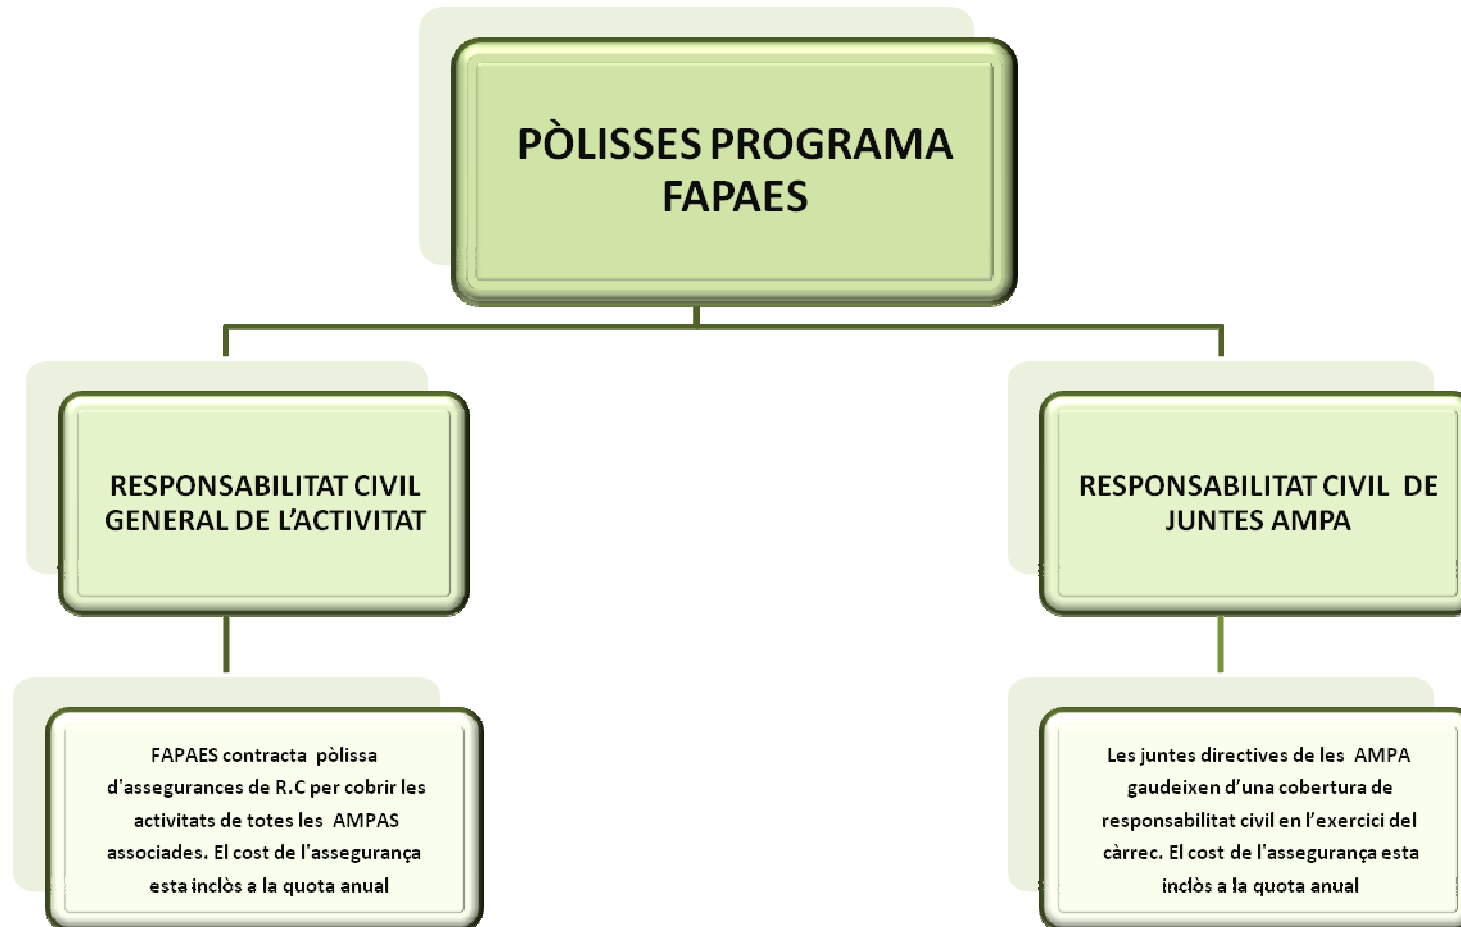 PÒLISSES PROGRAMA
FAPAES
RESPONSABILITAT CIVIL
GENERAL DE L’ACTIVITAT
RESPONSABILITAT CIVIL  DE
JUNTES AMPA
FAPAES contracta  pòlissa
d'assegurances de R.C per cobrir les
activitats de totes les  AMPAS
associades. El cost de l'assegurança
esta inclòs a la quota anual
Les juntes directives de les  AMPA
gaudeixen d’una cobertura de
responsabilitat civil en l’exercici del
càrrec. El cost de l'assegurança esta
inclòs a la quota anual